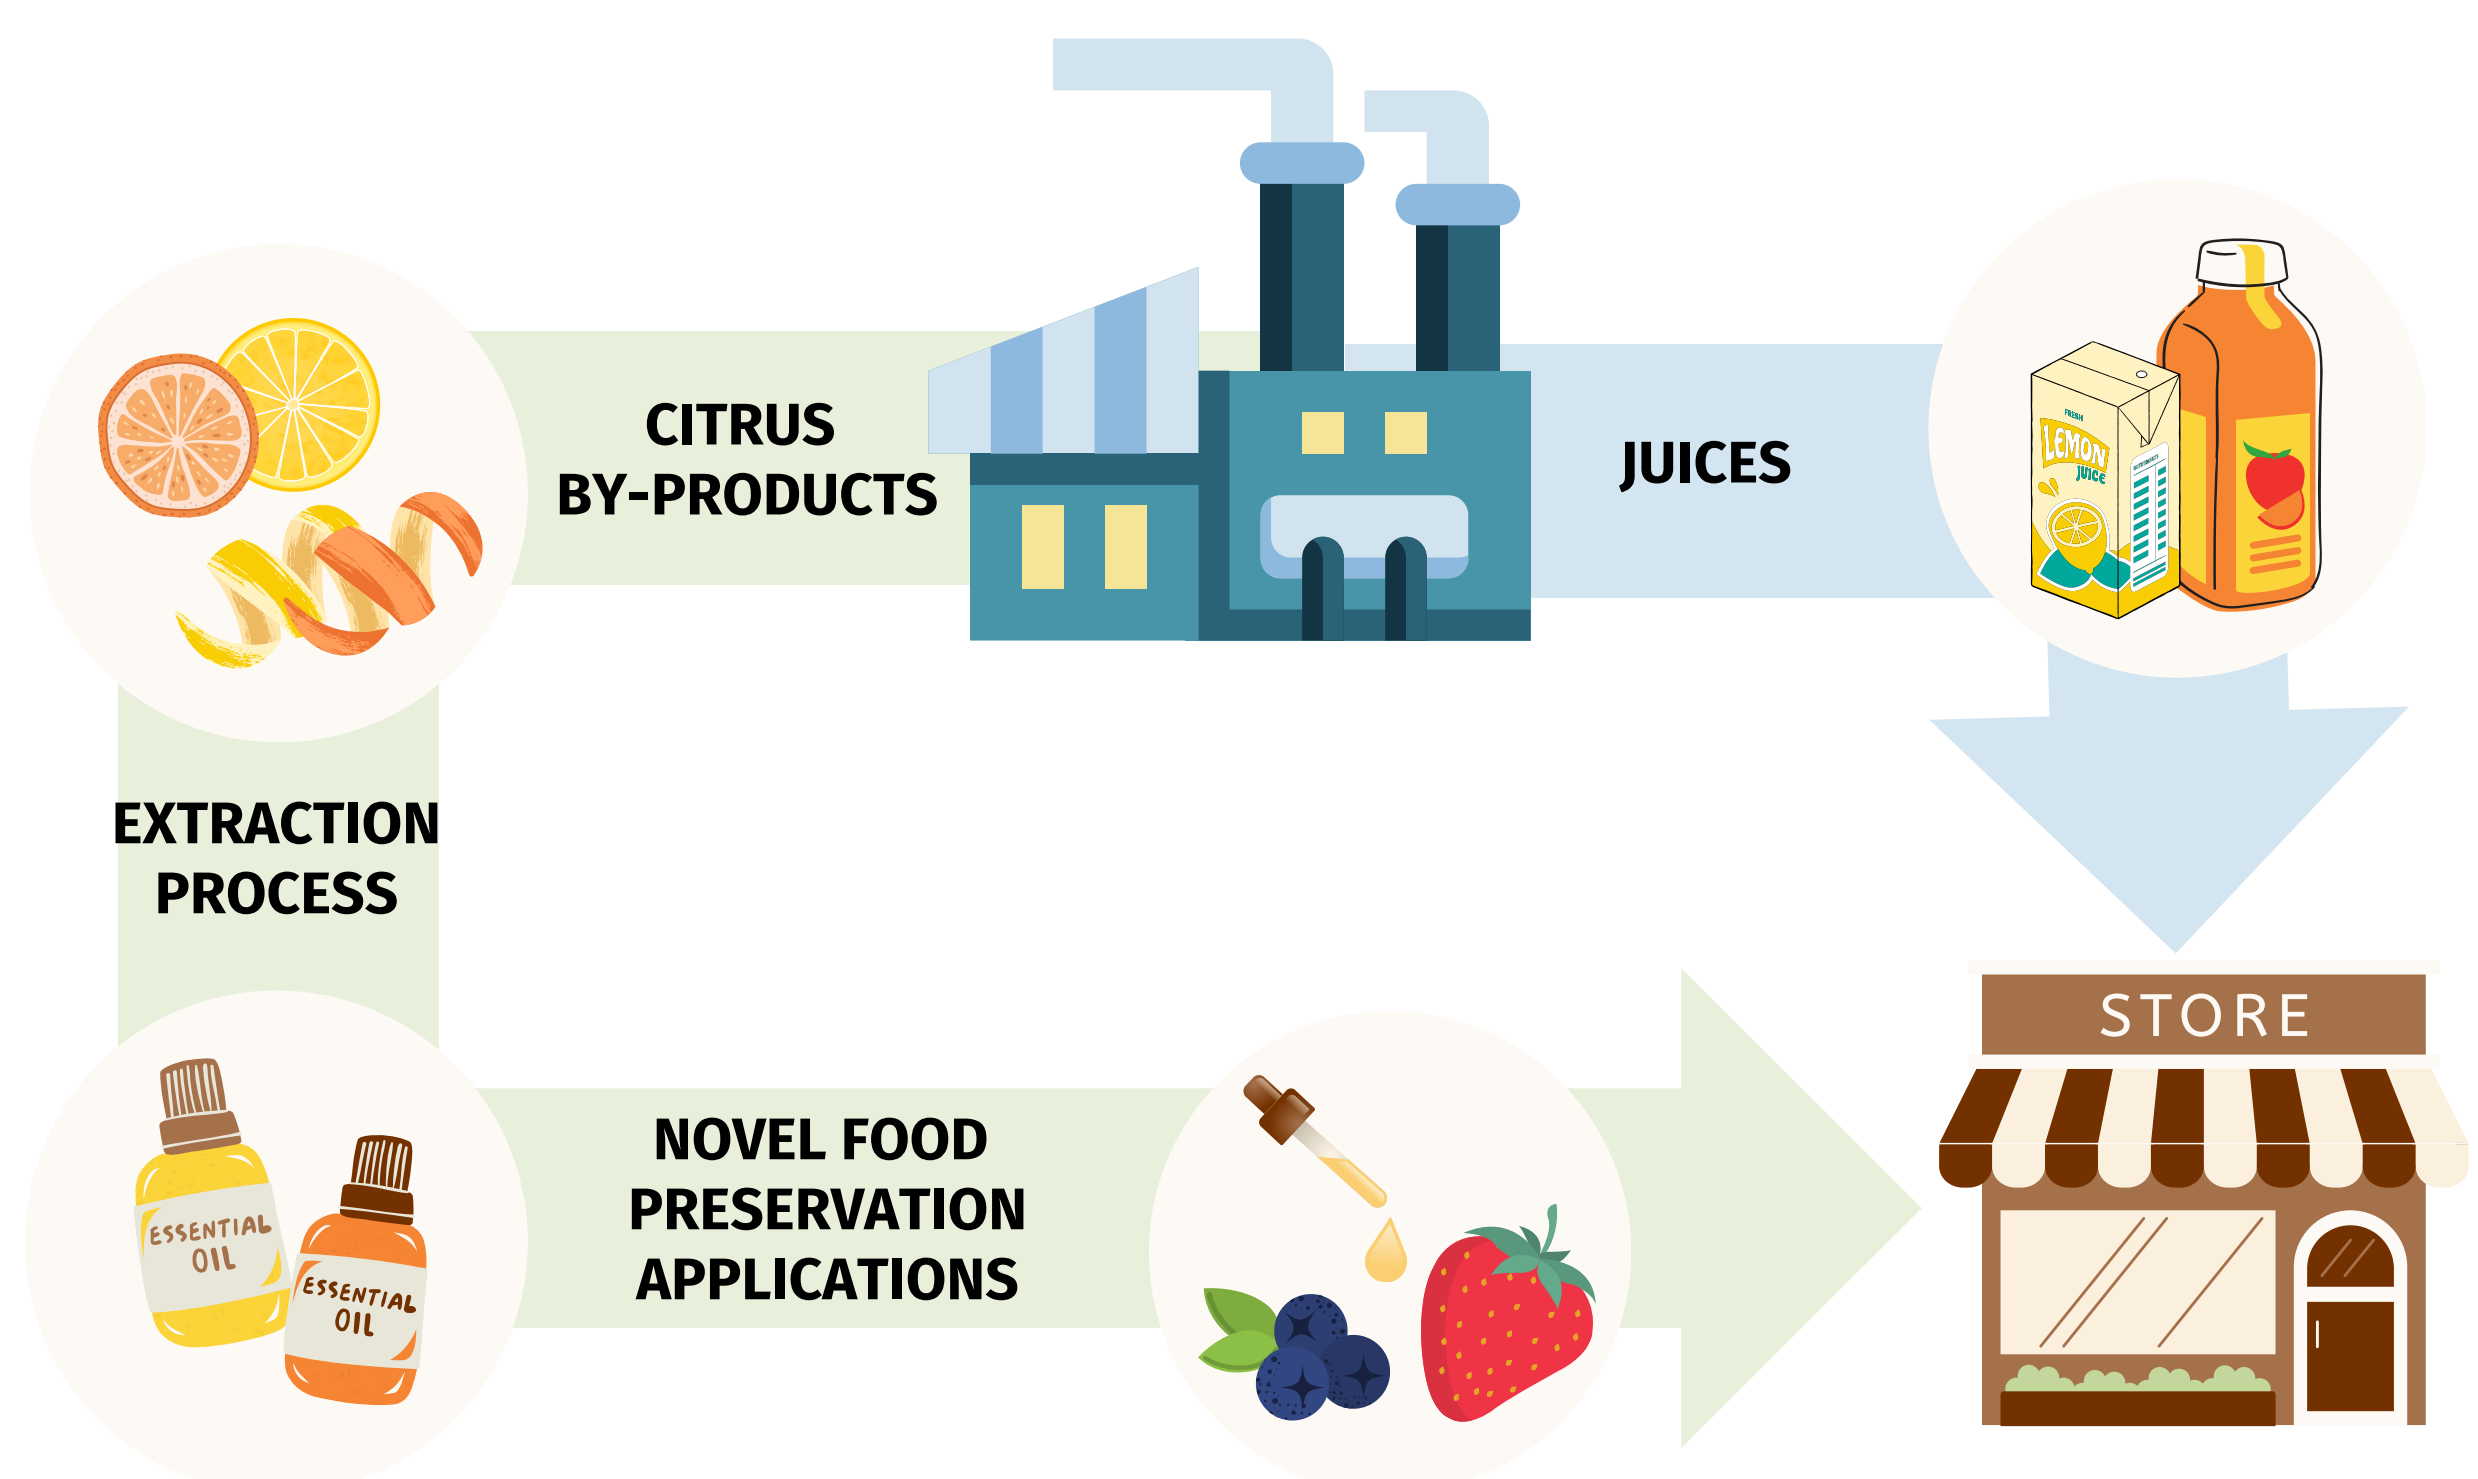 CITRUS
BY-PRODUCTS
JUICES
FRESH
LEMON
JUICE
EXTRACTION
PROCESS
STORE
NOVEL FOOD
PRESERVATION
APPLICATIONS
ESSENTIAL
OIL
ESSENTIAL
OIL